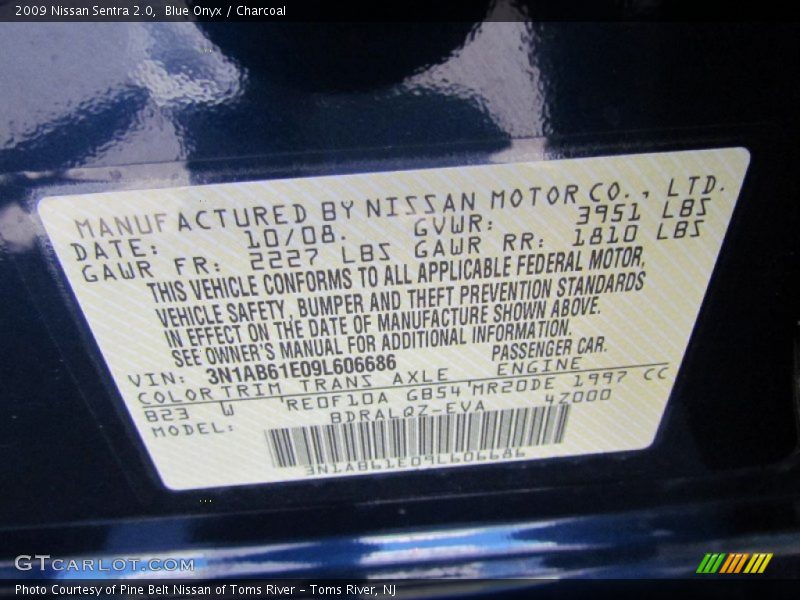 2009 Nissan Sentra 2.0, Blue Onyx / Charcoal
MANUFACTURED BY NISSAN MOTOR CO., LTD.
DATE: 10/08. GVWR: 3951 LBS
GAWR FR: 2227 LBS GAWR RR: 1810 LBS
THIS VEHICLE CONFORMS TO ALL APPLICABLE FEDERAL MOTOR,
VEHICLE SAFETY, BUMPER AND THEFT PREVENTION STANDARDS
IN EFFECT ON THE DATE OF MANUFACTURE SHOWN ABOVE.
SEE OWNER'S MANUAL FOR ADDITIONAL INFORMATION.
VIN: 3N1AB61E09L606686 PASSENGER CAR.
COLOR TRIM TRANS AXLE ENGINE
B23 W RE0F10A GB54 MR20DE 1997 CC
MODEL: BDRALQZ-EVA 4Z000
3N1AB61E09L606686
GTCARLOT.COM
Photo Courtesy of Pine Belt Nissan of Toms River – Toms River, NJ